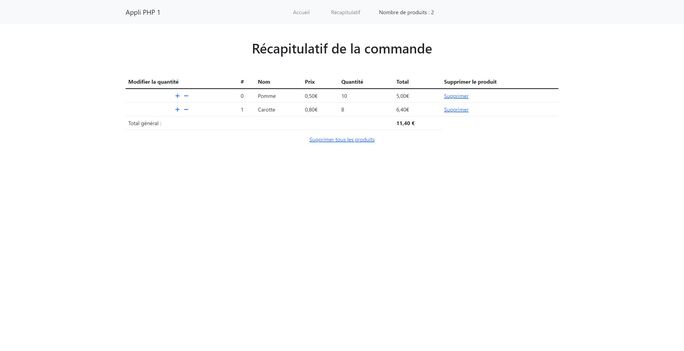 Appli PHP 1 Accueil Récapitulatif Nombre de produits : 2
Récapitulatif de la commande
Modifier la quantité # Nom Prix Quantité Total Supprimer le produit
+ − 0 Pomme 0,50€ 10 5,00€ Supprimer
+ − 1 Carotte 0,80€ 8 6,40€ Supprimer
Total général : 11,40 €
Supprimer tous les produits